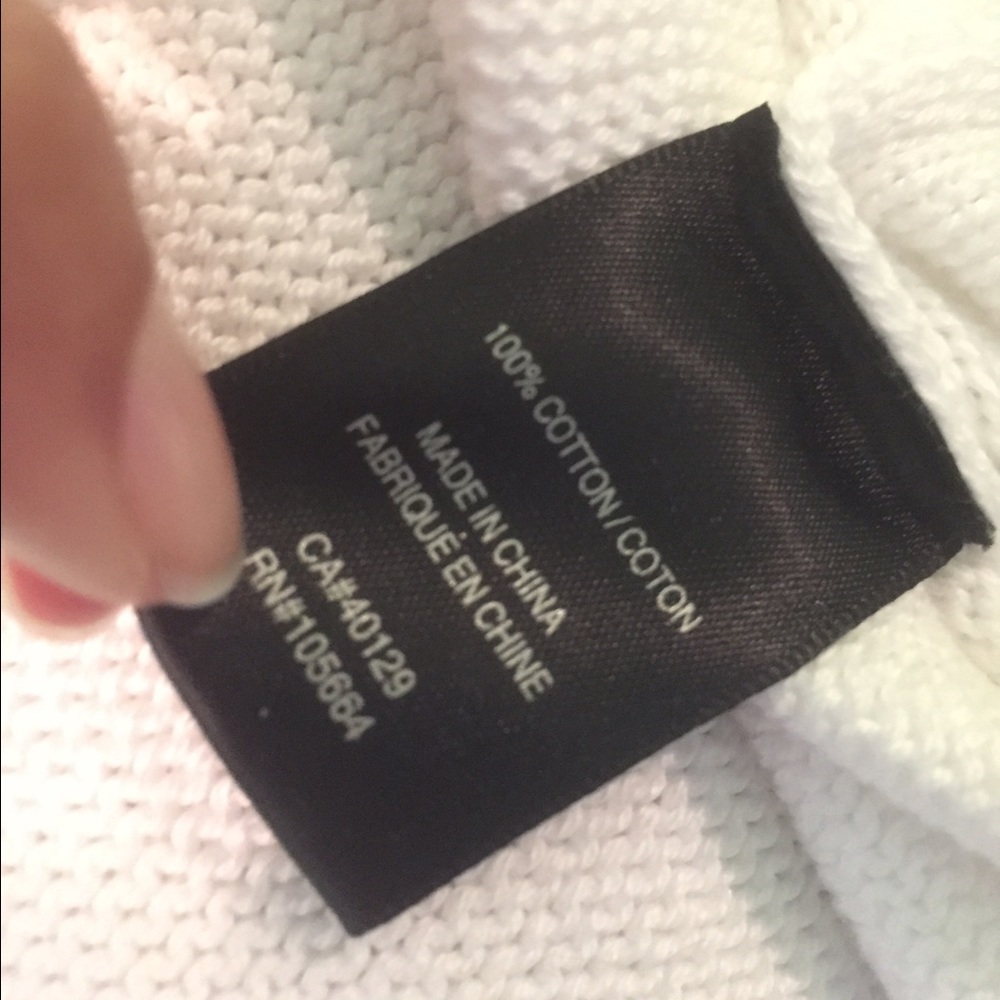 100% COTTON / COTON
MADE IN CHINA
FABRIQUÉ EN CHINE
CA#40129
RN#105664